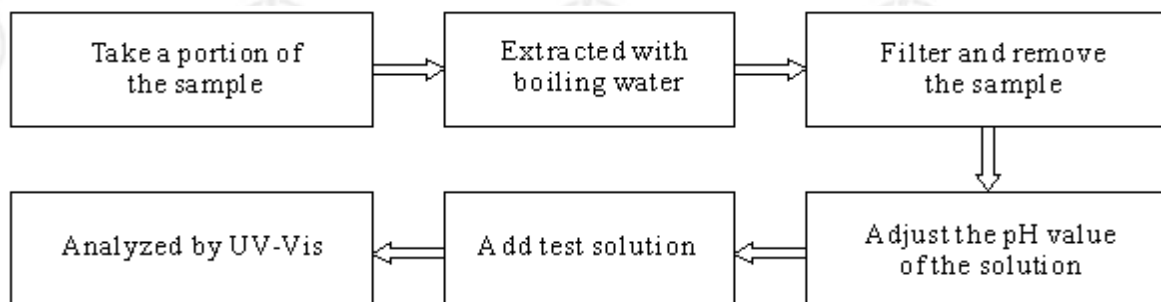 Take a portion of
the sample
Extracted with
boiling water
Filter and remove
the sample
Adjust the pH value
of the solution
Add test solution
Analyzed by UV-Vis